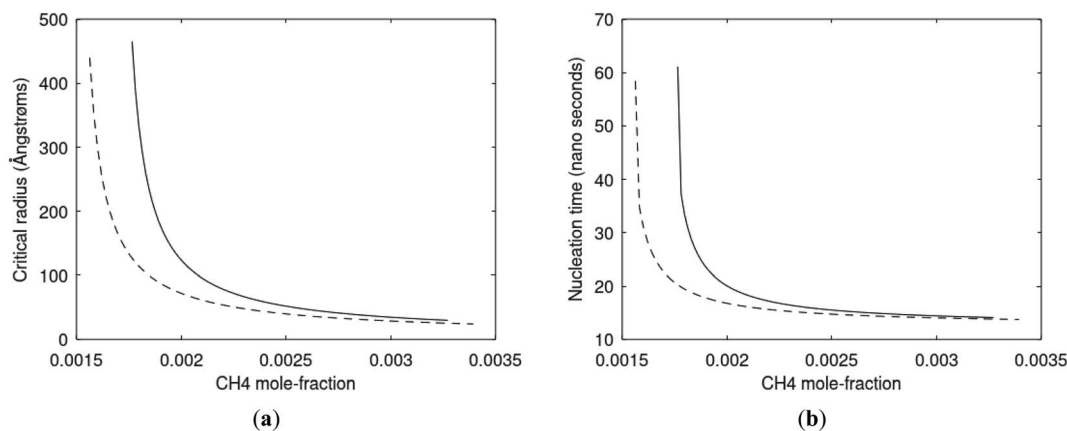 500
400
300
200
100
0
Critical radius (Ångstrøms)
0.0015 0.002 0.0025 0.003 0.0035
CH4 mole-fraction
(a)
70
60
50
40
30
20
10
Nucleation time (nano seconds)
0.0015 0.002 0.0025 0.003 0.0035
CH4 mole-fraction
(b)